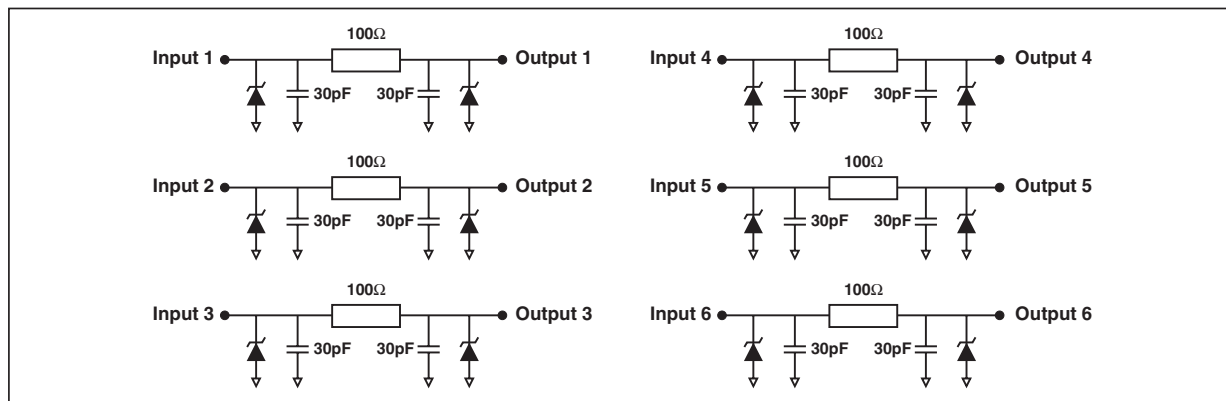 100Ω
Input 1
Output 1
30pF
30pF
100Ω
Input 4
Output 4
30pF
30pF
100Ω
Input 2
Output 2
30pF
30pF
100Ω
Input 5
Output 5
30pF
30pF
100Ω
Input 3
Output 3
30pF
30pF
100Ω
Input 6
Output 6
30pF
30pF